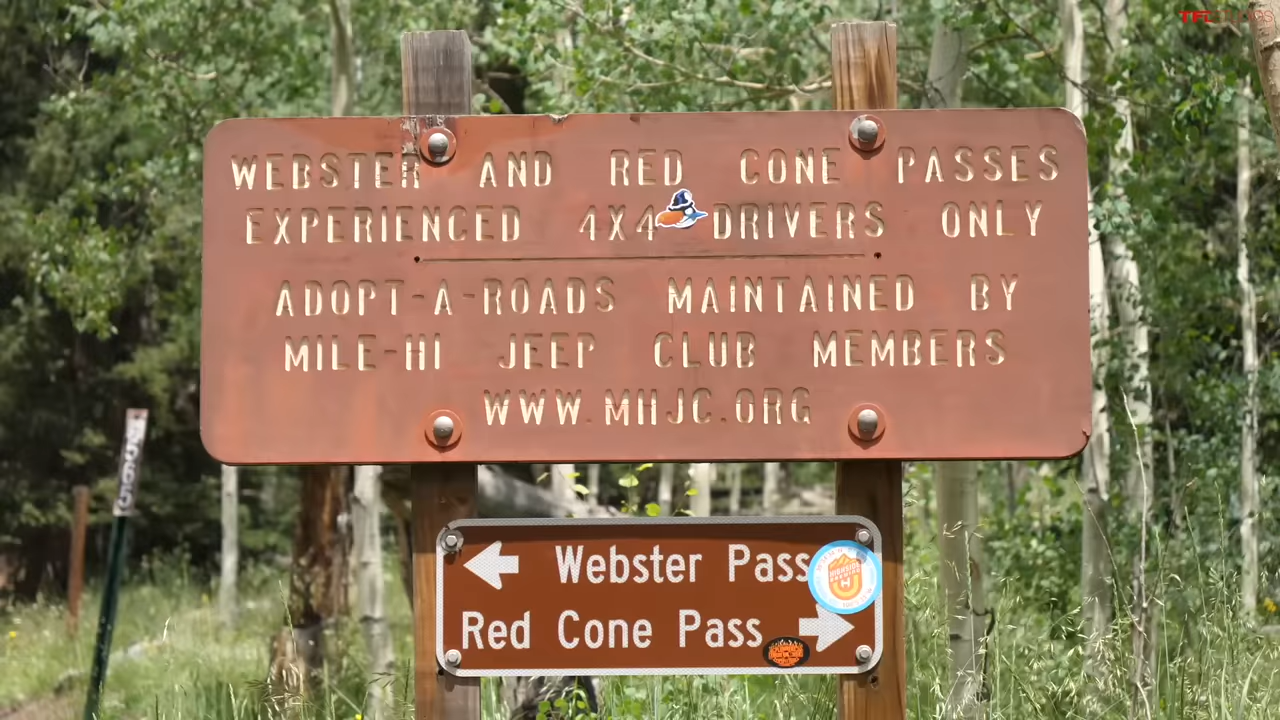 WEBSTER AND RED CONE PASSES
EXPERIENCED 4X4 DRIVERS ONLY
ADOPT-A-ROADS MAINTAINED BY
MILE-HI JEEP CLUB MEMBERS
WWW.MHJC.ORG
Webster Pass
Red Cone Pass